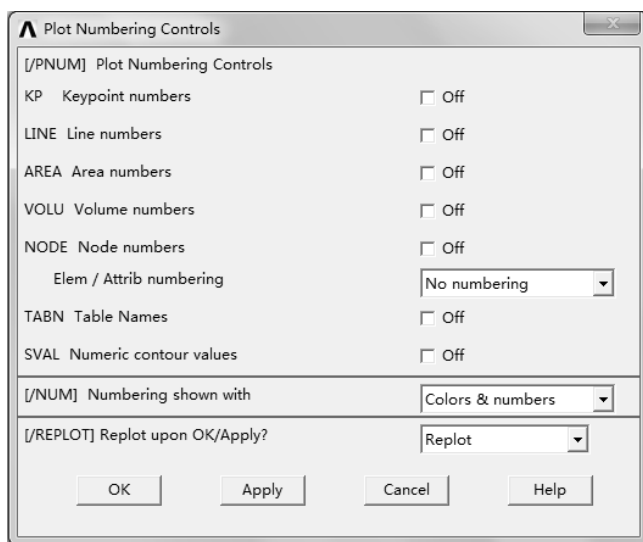 Plot Numbering Controls
[/PNUM] Plot Numbering Controls
KP Keypoint numbers Off
LINE Line numbers Off
AREA Area numbers Off
VOLU Volume numbers Off
NODE Node numbers Off
Elem / Attrib numbering No numbering
TABN Table Names Off
SVAL Numeric contour values Off
[/NUM] Numbering shown with Colors & numbers
[/REPLOT] Replot upon OK/Apply? Replot
OK Apply Cancel Help